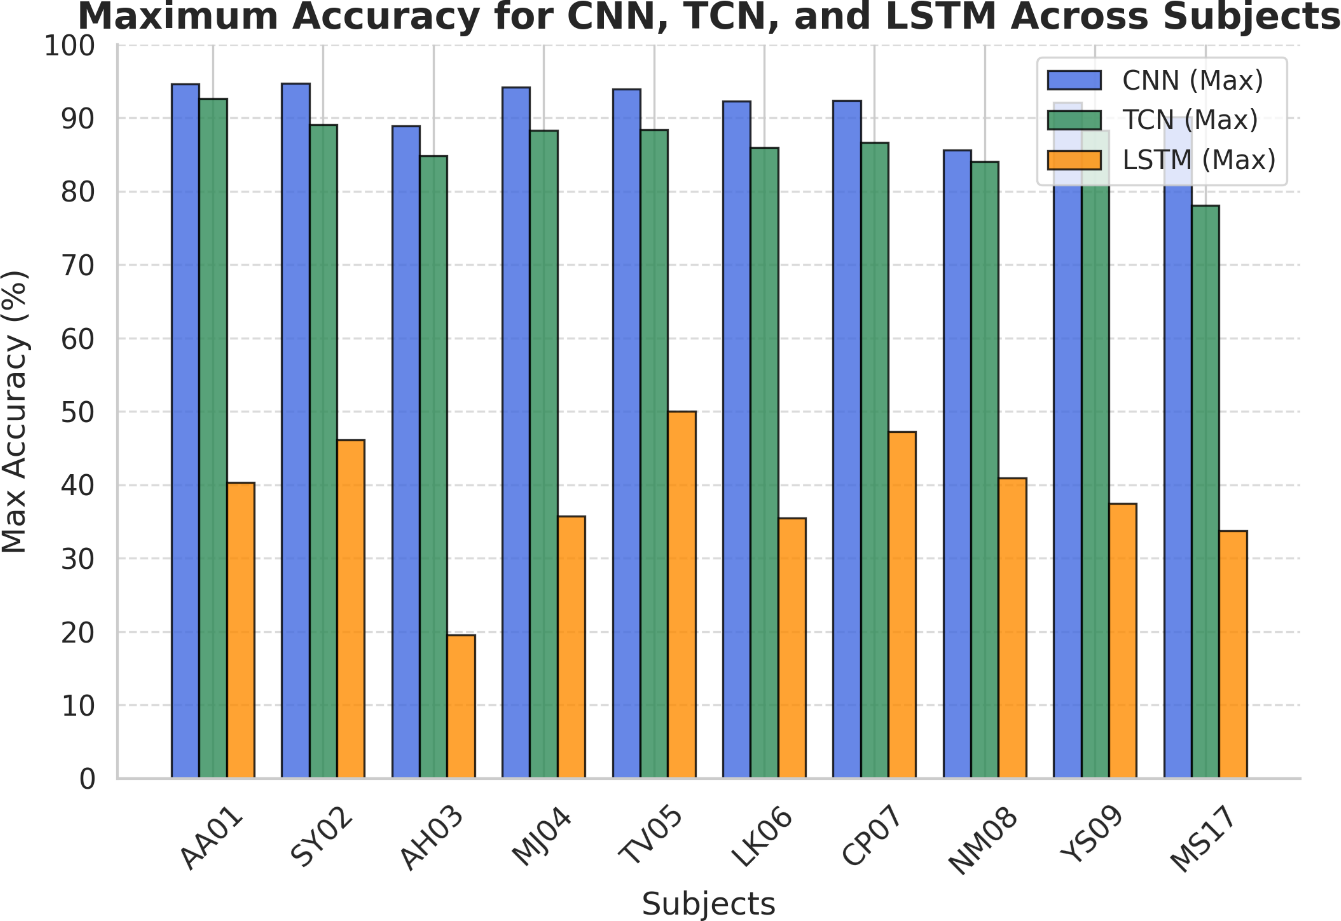 Maximum Accuracy for CNN, TCN, and LSTM Across Subjects
100
90
80
70
60
50
40
30
20
10
0
Max Accuracy (%)
CNN (Max)
TCN (Max)
LSTM (Max)
AA01
SY02
AH03
MJ04
TV05
LK06
CP07
NM08
YS09
MS17
Subjects